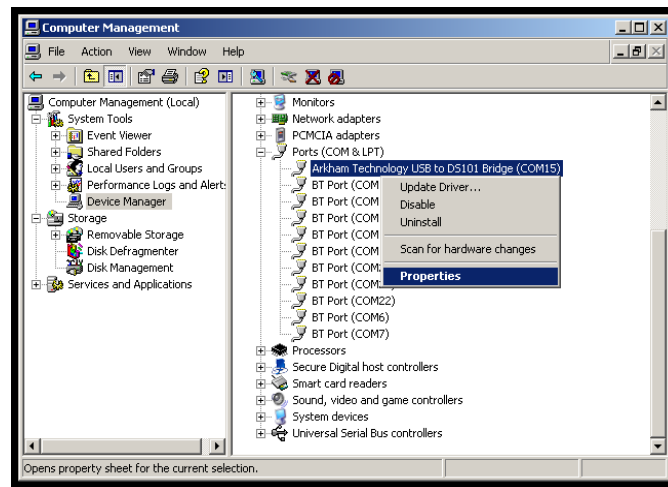 Computer Management
File Action View Window Help
Computer Management (Local)
System Tools
Event Viewer
Shared Folders
Local Users and Groups
Performance Logs and Alert
Device Manager
Storage
Removable Storage
Disk Defragmenter
Disk Management
Services and Applications
Monitors
Network adapters
PCMCIA adapters
Ports (COM & LPT)
Arkham Technology USB to DS101 Bridge (COM15)
BT Port (COM
BT Port (COM
BT Port (COM
BT Port (COM
BT Port (COM
BT Port (COM
BT Port (COM
BT Port (COM22)
BT Port (COM6)
BT Port (COM7)
Processors
Secure Digital host controllers
Smart card readers
Sound, video and game controllers
System devices
Universal Serial Bus controllers
Update Driver...
Disable
Uninstall
Scan for hardware changes
Properties
Opens property sheet for the current selection.